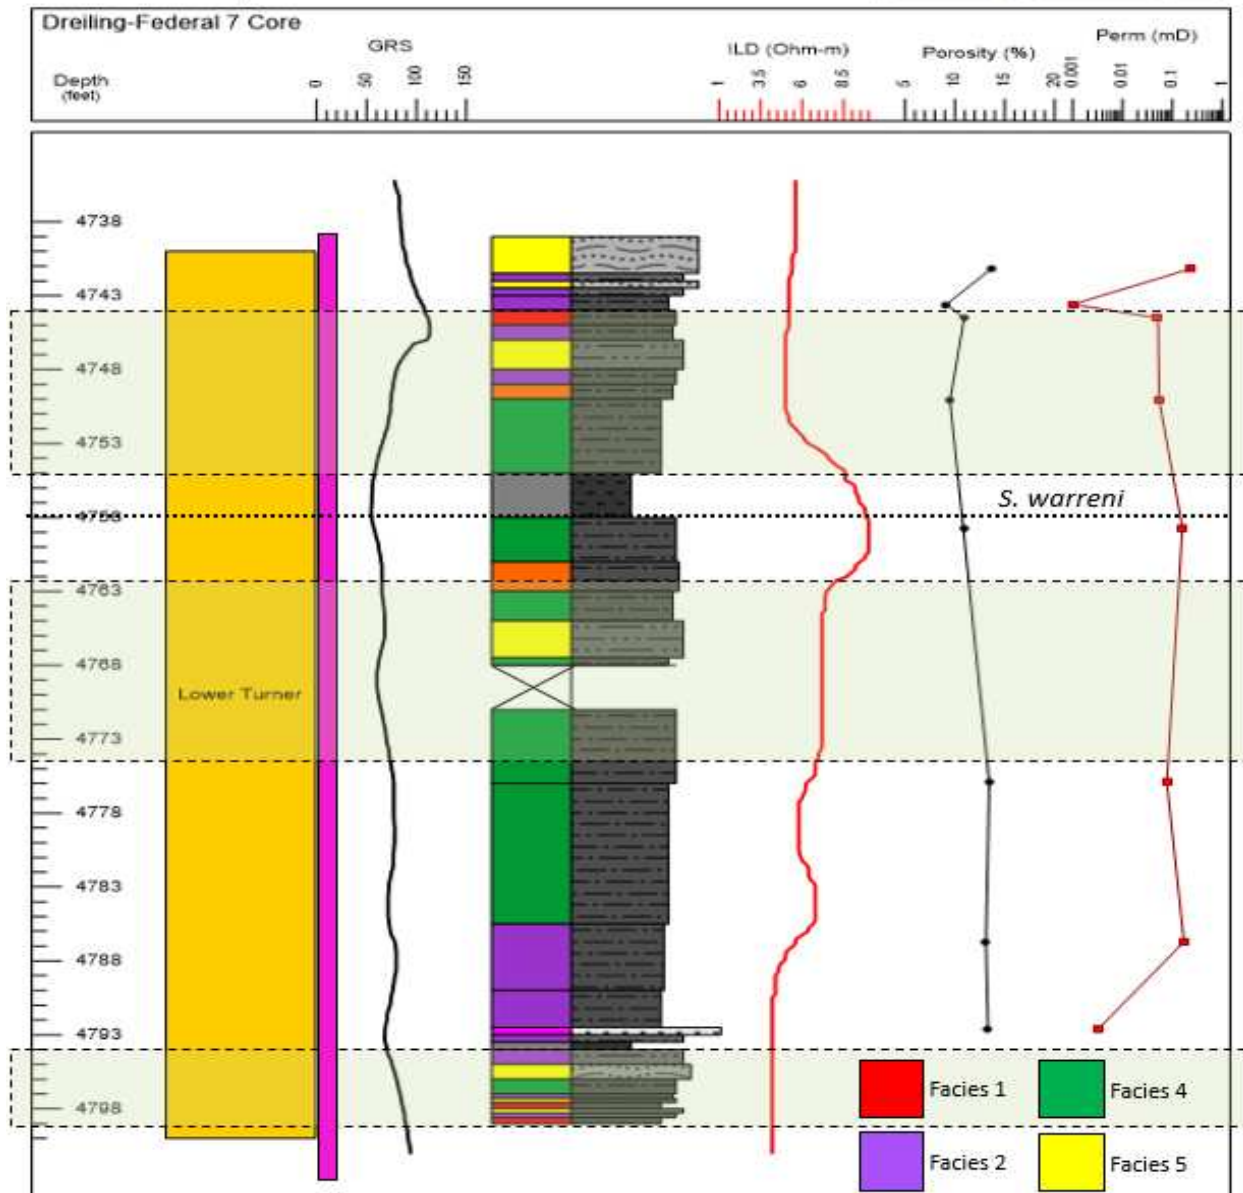 Dreiling-Federal 7 Core
GRS
ILD (Ohm-m)
Porosity (%)
Perm (mD)
Depth
(feet)
0
50
100
150
1
3.5
6
8.5
5
10
15
20
0.001
0.01
0.1
1
4738
4743
4748
4753
S. warreni
4758
4763
4768
Lower Turner
4773
4778
4783
4788
4793
4798
Facies 1
Facies 4
Facies 2
Facies 5